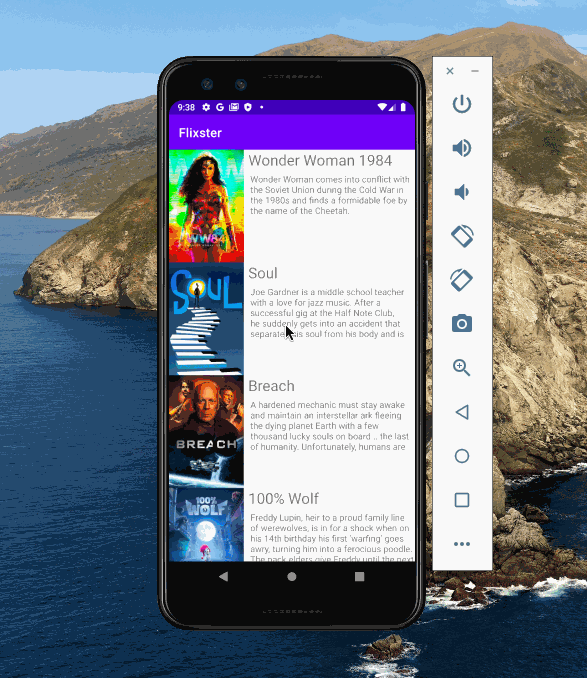 9:38
Flixster
Wonder Woman 1984
Wonder Woman comes into conflict with
the Soviet Union during the Cold War in
the 1980s and finds a formidable foe by
the name of the Cheetah.
WW84
Soul
SOUL
Joe Gardner is a middle school teacher
with a love for jazz music. After a
successful gig at the Half Note Club,
he suddenly gets into an accident that
separates his soul from his body and is
Breach
BREACH
A hardened mechanic must stay awake
and maintain an interstellar ark fleeing
the dying planet Earth with a few
thousand lucky souls on board ... the last
of humanity. Unfortunately, humans are
100% Wolf
100% WOLF
Freddy Lupin, heir to a proud family line
of werewolves, is in for a shock when on
his 14th birthday his first 'warfing' goes
awry, turning him into a ferocious poodle.
The pack elders give Freddy until the next